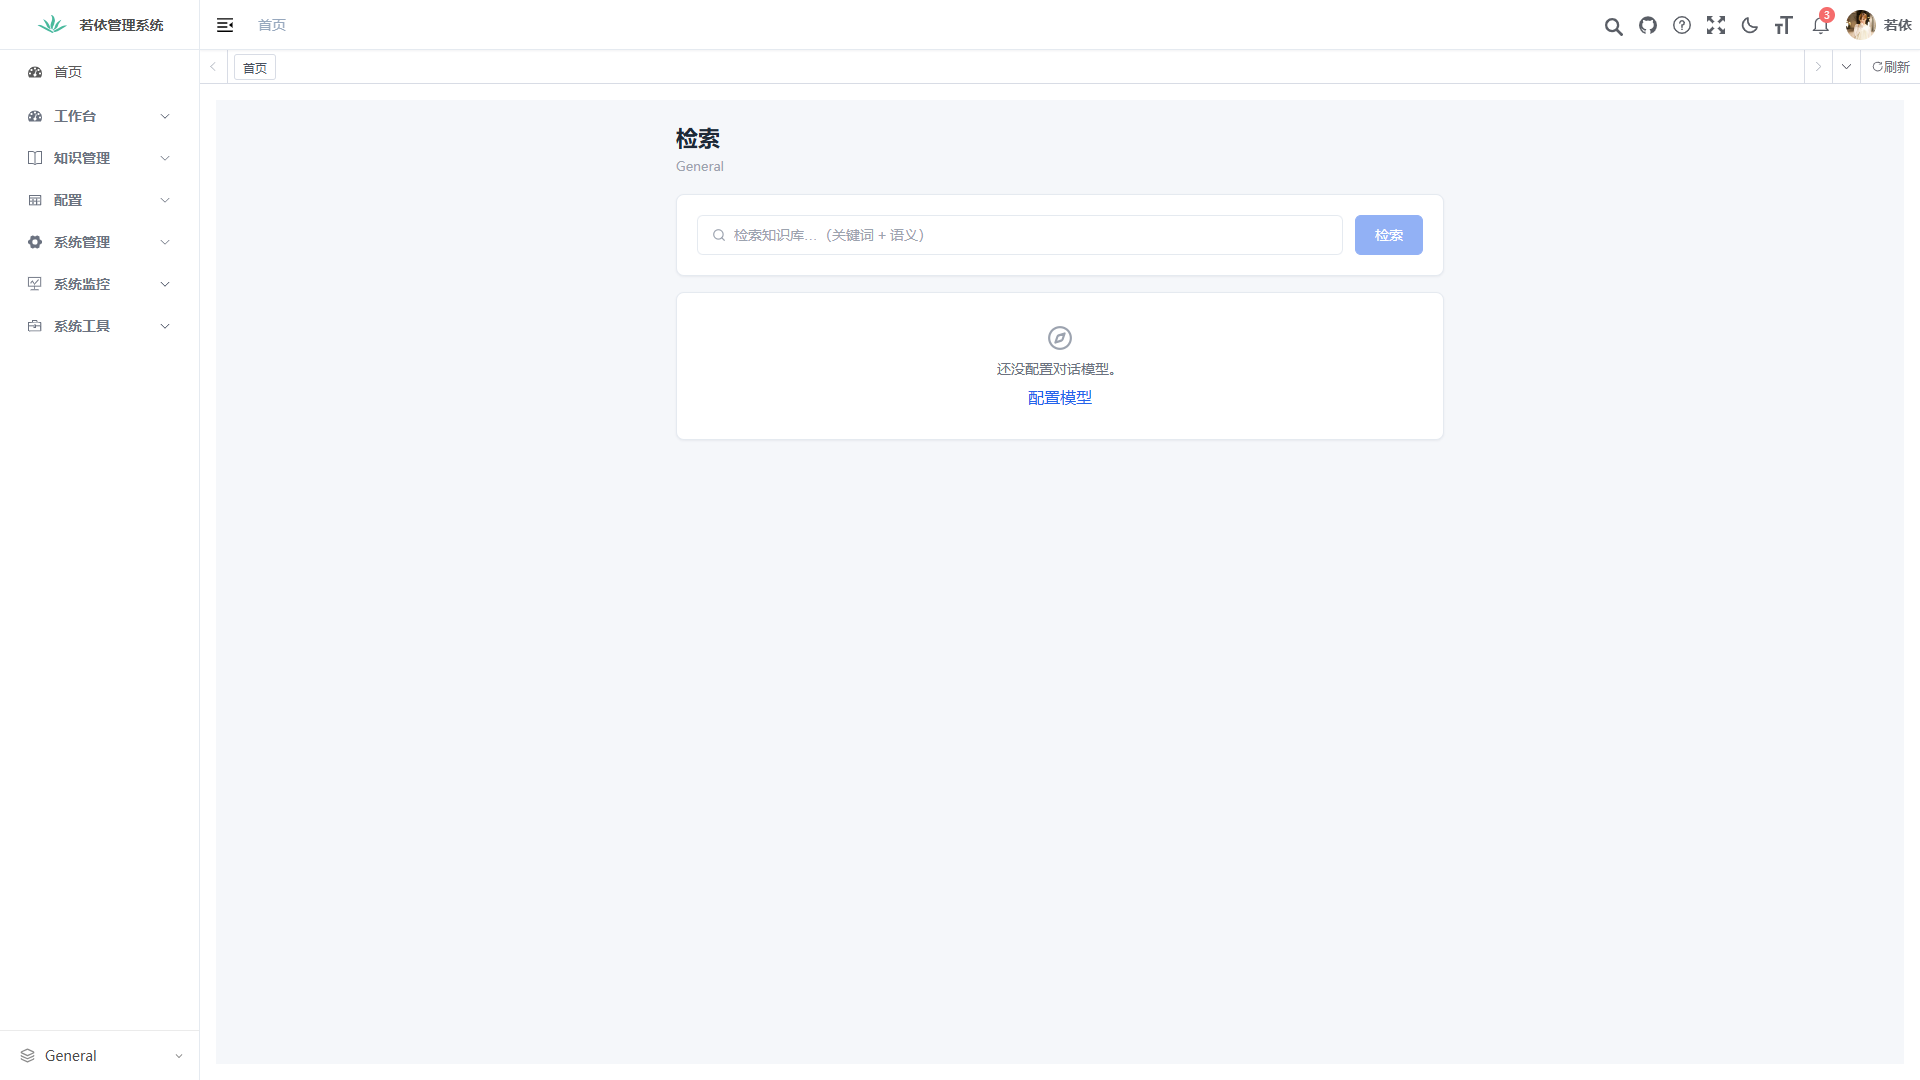 若依管理系统
首页
3
若依
首页
刷新
首页
工作台
知识管理
配置
系统管理
系统监控
系统工具
检索
General
检索知识库...（关键词 + 语义）
检索
还没配置对话模型。
配置模型
General